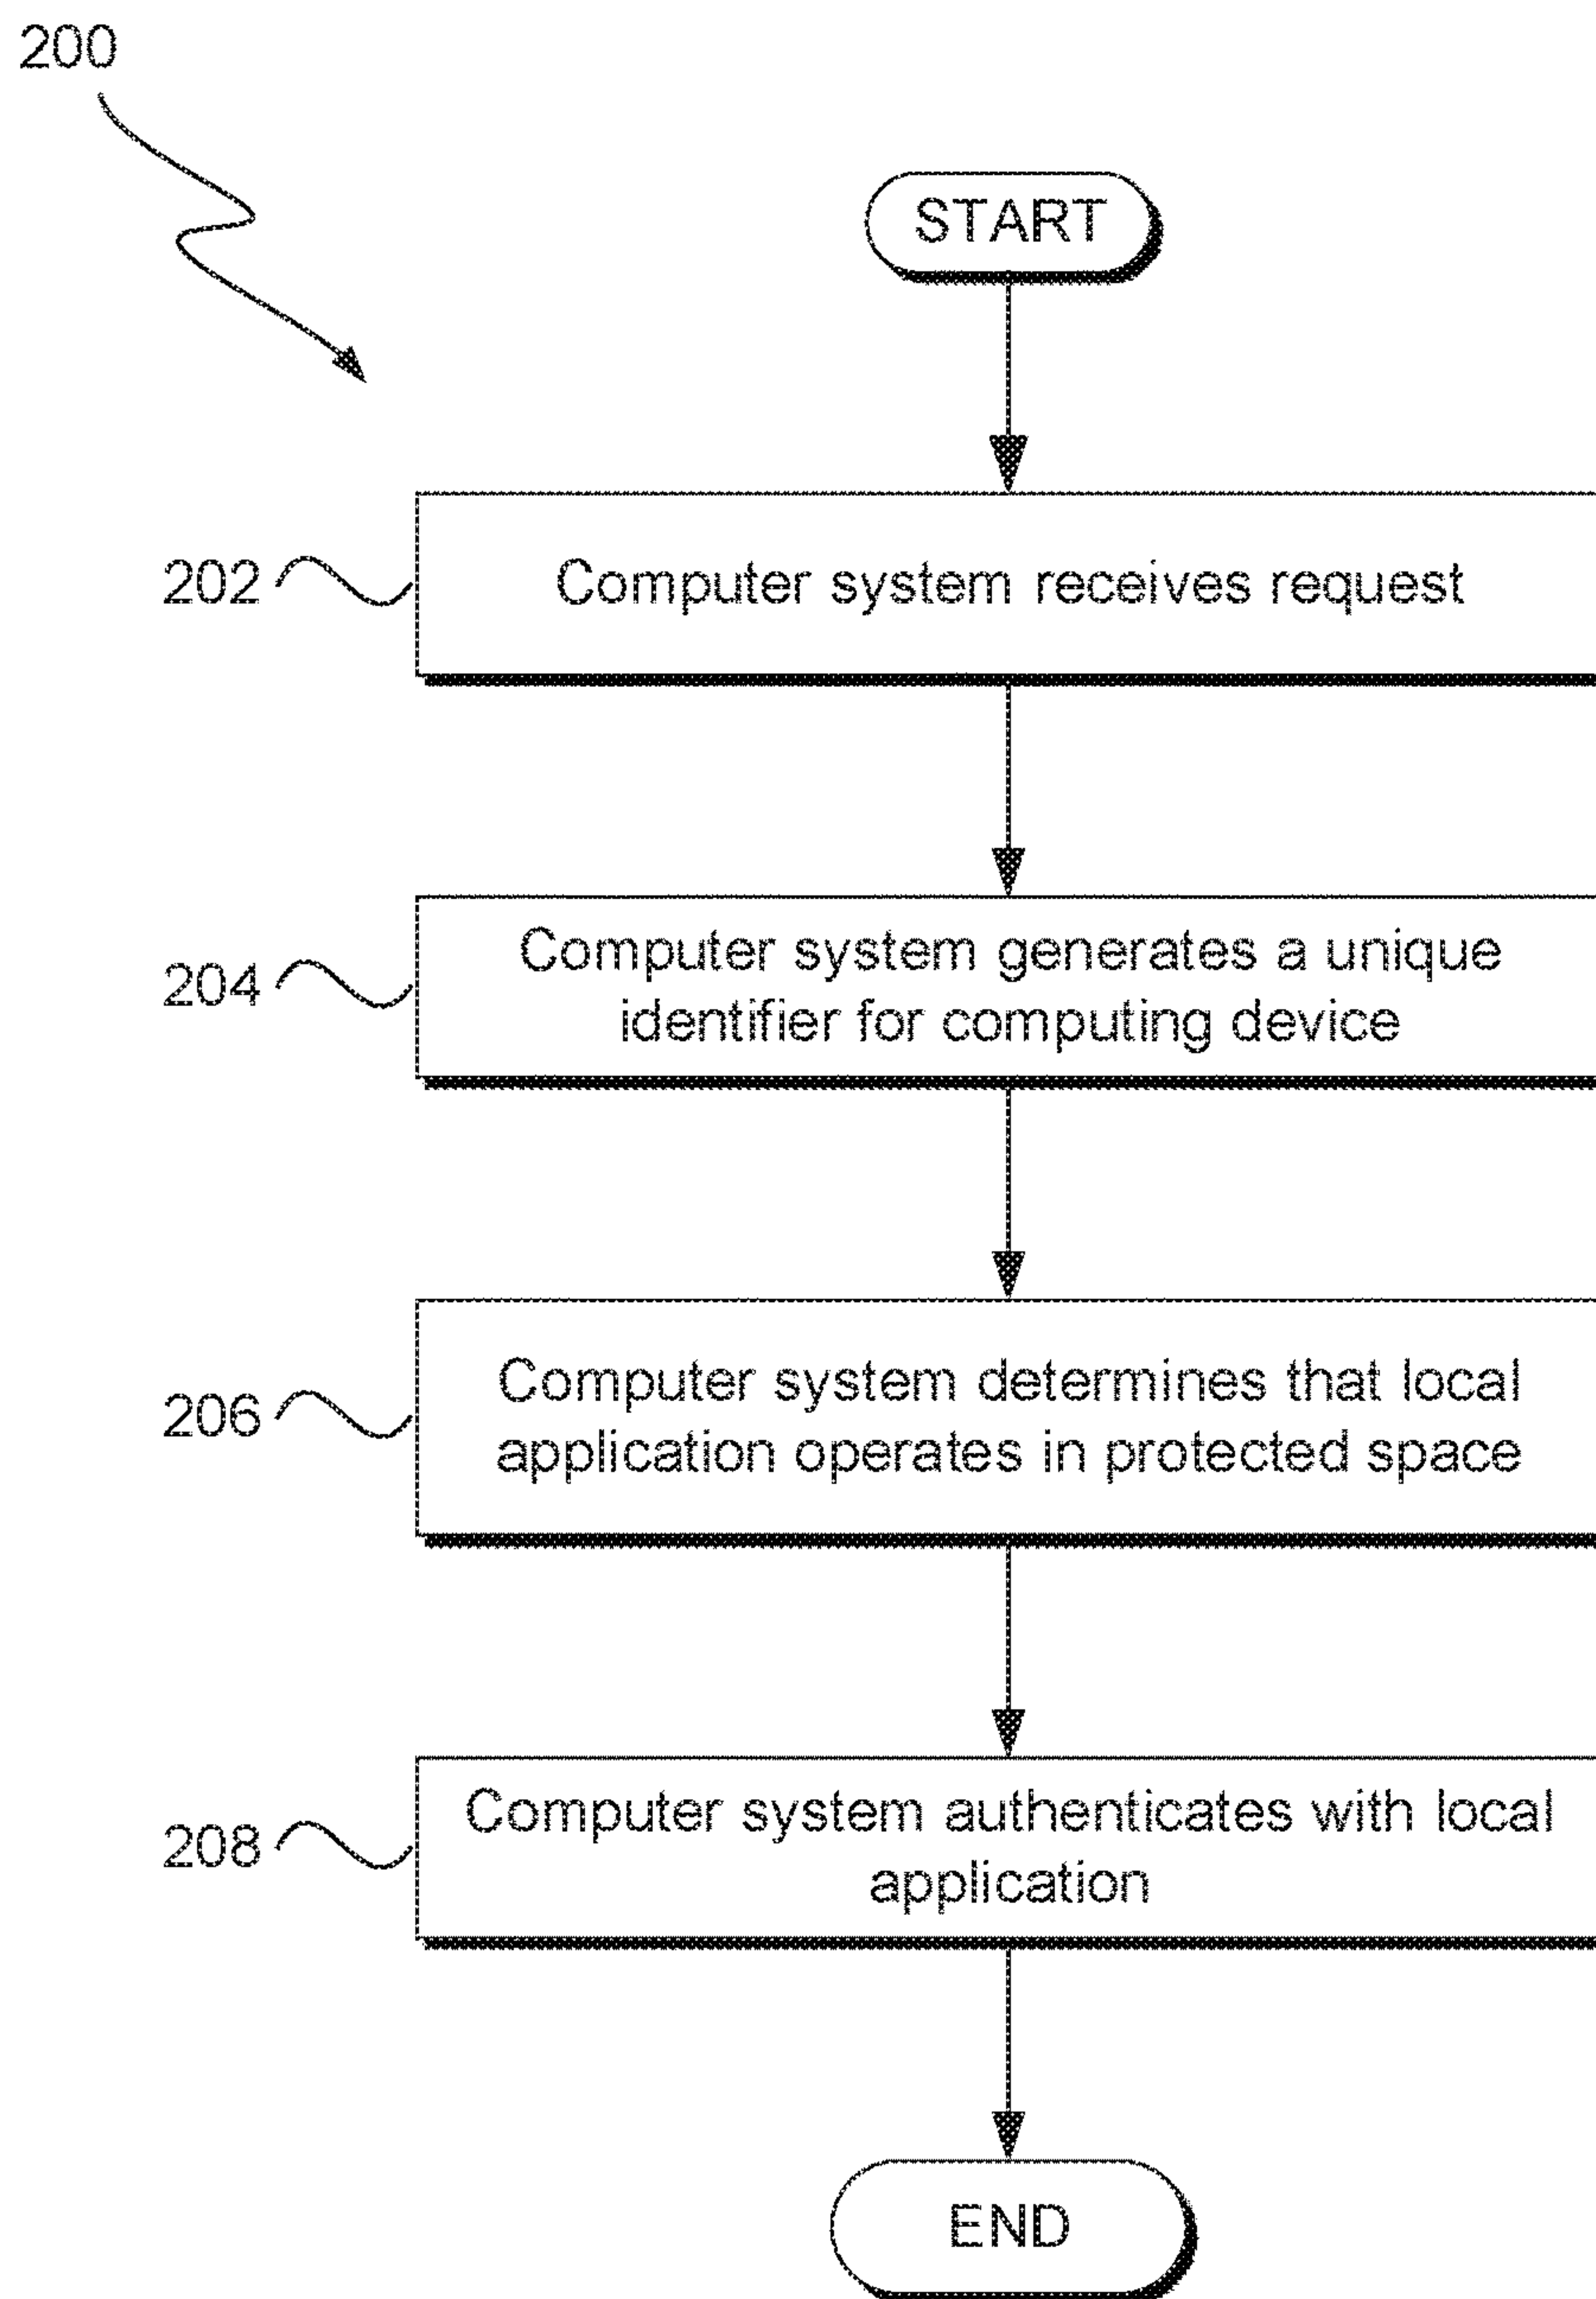 200
START
202
Computer system receives request
204
Computer system generates a unique
identifier for computing device
206
Computer system determines that local
application operates in protected space
208
Computer system authenticates with local
application
END